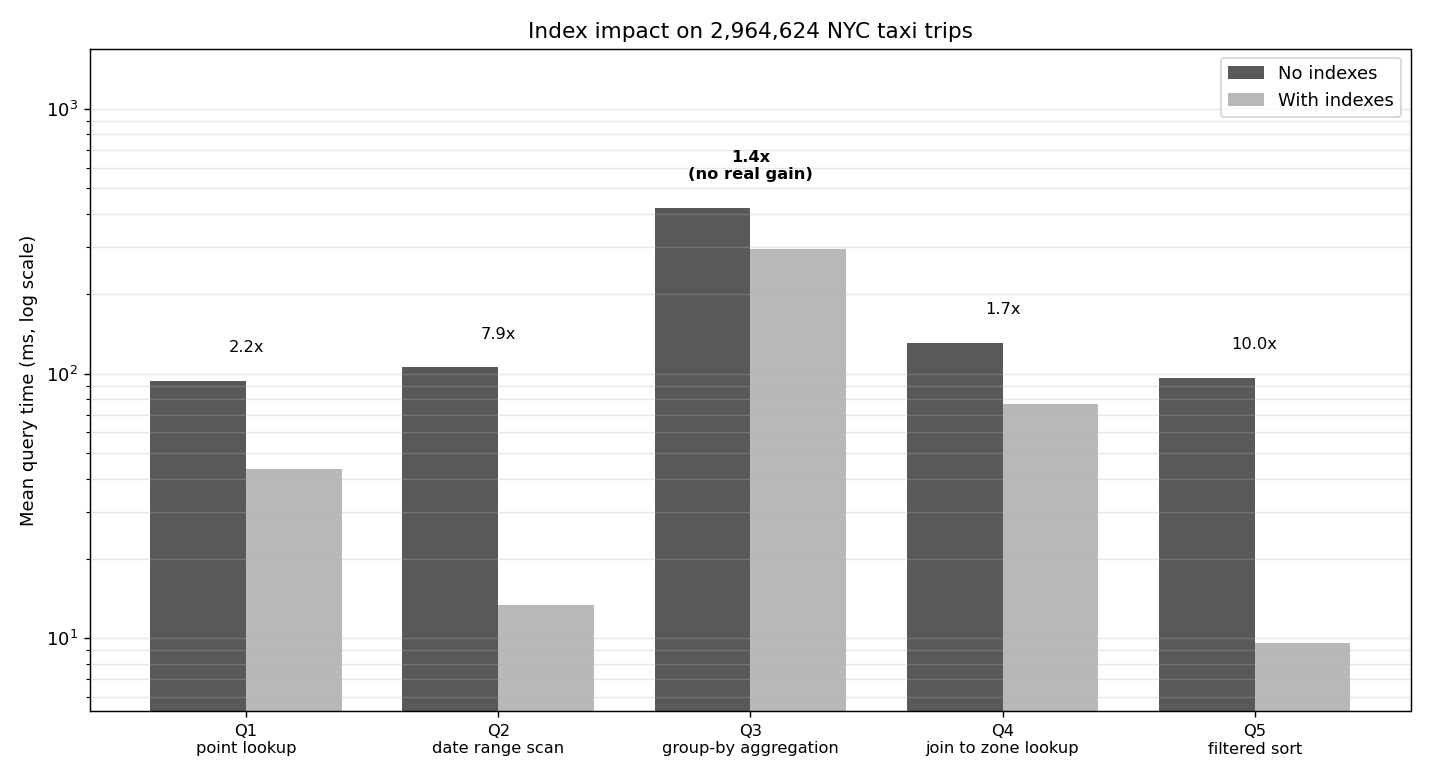 Index impact on 2,964,624 NYC taxi trips
No indexes
With indexes
Mean query time (ms, log scale)
10³
10²
10¹
2.2x
7.9x
1.4x
(no real gain)
1.7x
10.0x
Q1
point lookup
Q2
date range scan
Q3
group-by aggregation
Q4
join to zone lookup
Q5
filtered sort